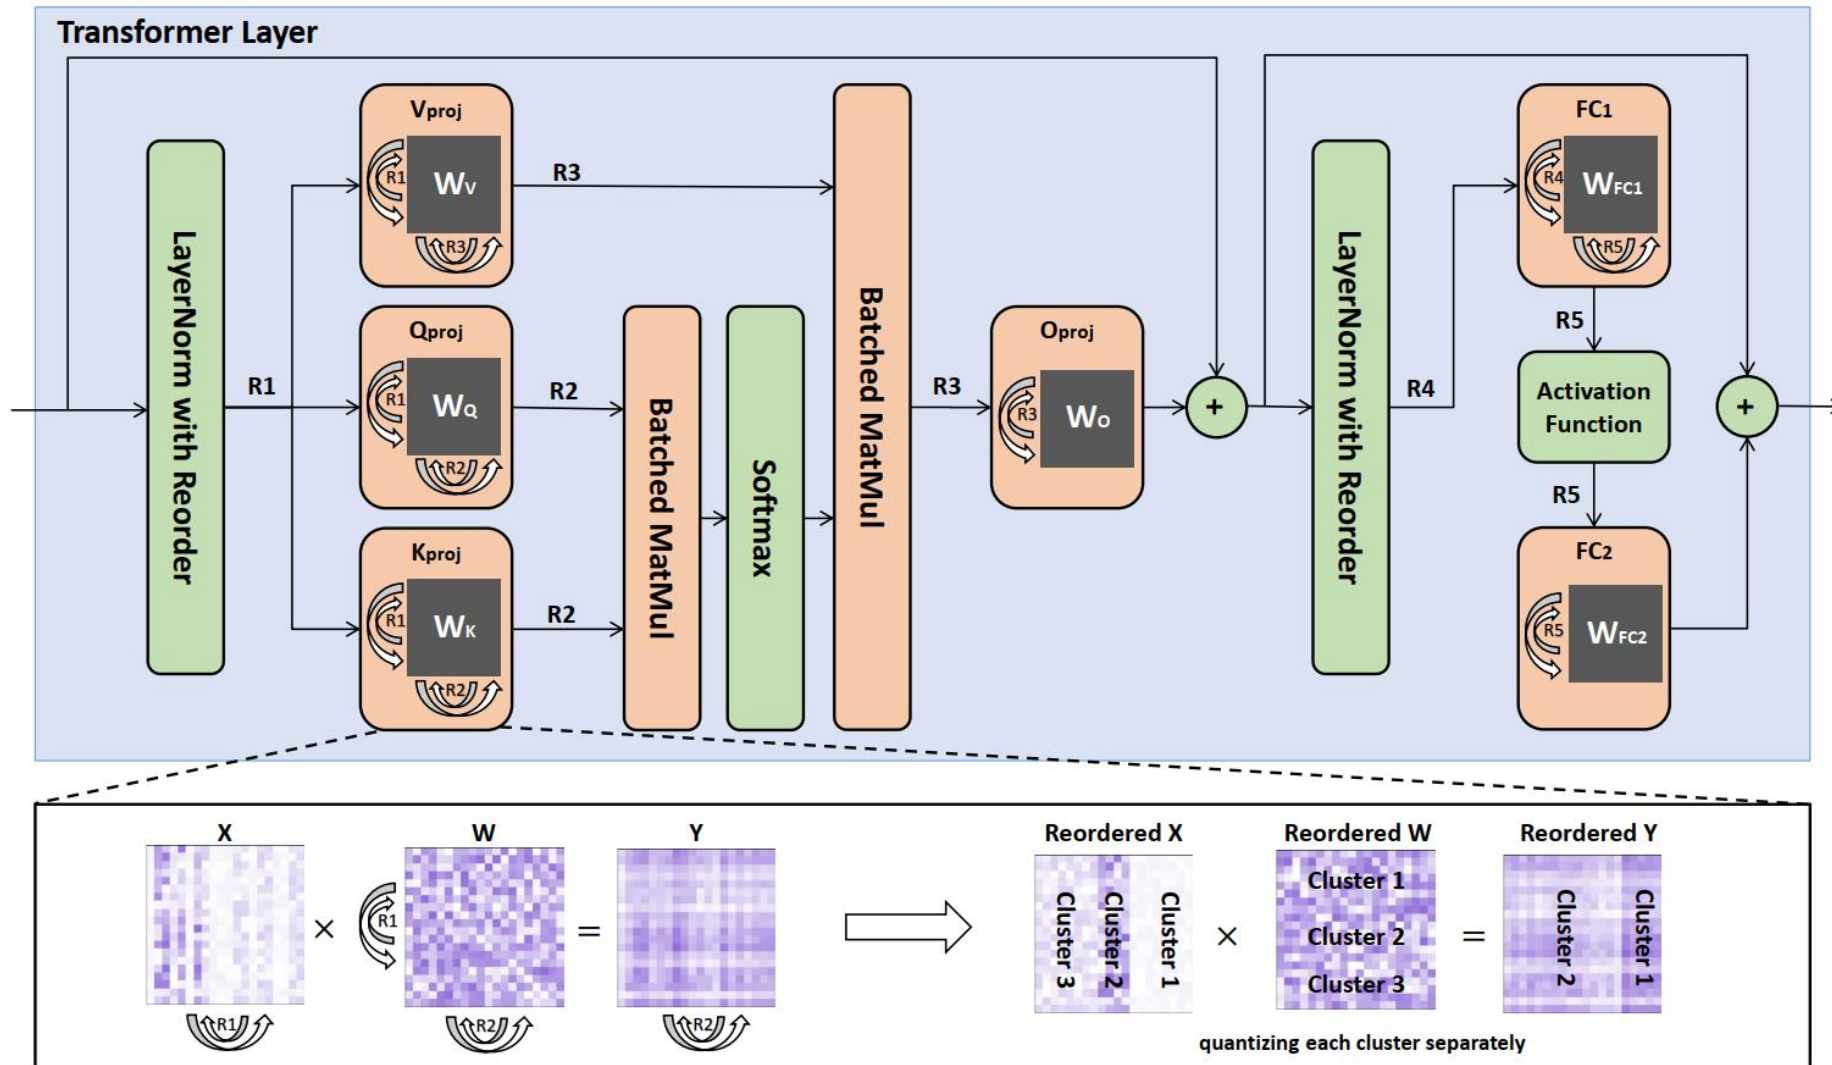 Transformer Layer
LayerNorm with Reorder
R1
Vproj
R1
WV
R3
R3
Qproj
R1
WQ
R2
R2
Kproj
R1
WK
R2
R2
Batched MatMul
Softmax
Batched MatMul
R3
Oproj
R3
WO
+
LayerNorm with Reorder
R4
FC1
R4
WFC1
R5
R5
Activation
Function
R5
FC2
R5
WFC2
+
X
R1
×
R1
W
R2
=
Y
R2
Reordered X
Cluster 3
Cluster 2
Cluster 1
×
Reordered W
Cluster 1
Cluster 2
Cluster 3
=
Reordered Y
Cluster 2
Cluster 1
quantizing each cluster separately